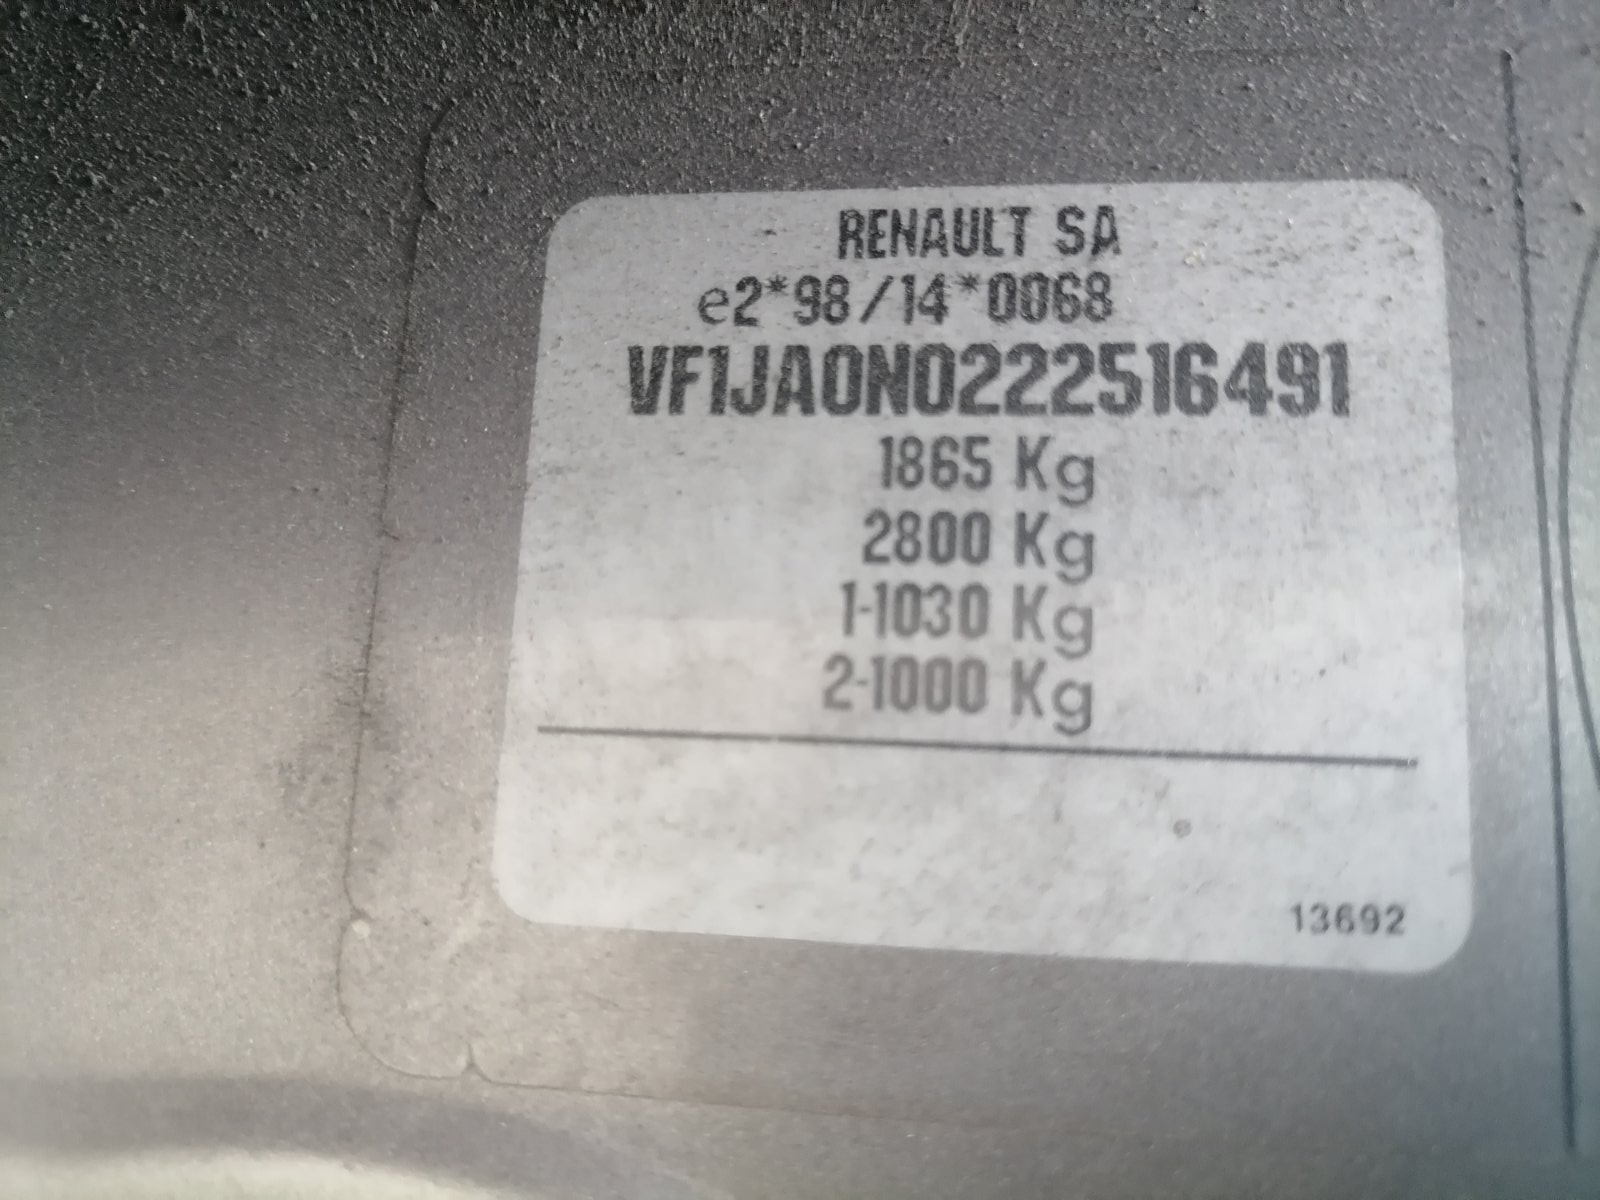 RENAULT SA
e2*98/14*0068
VF1JA0N0222516491
1865 Kg
2800 Kg
1-1030 Kg
2-1000 Kg
13692